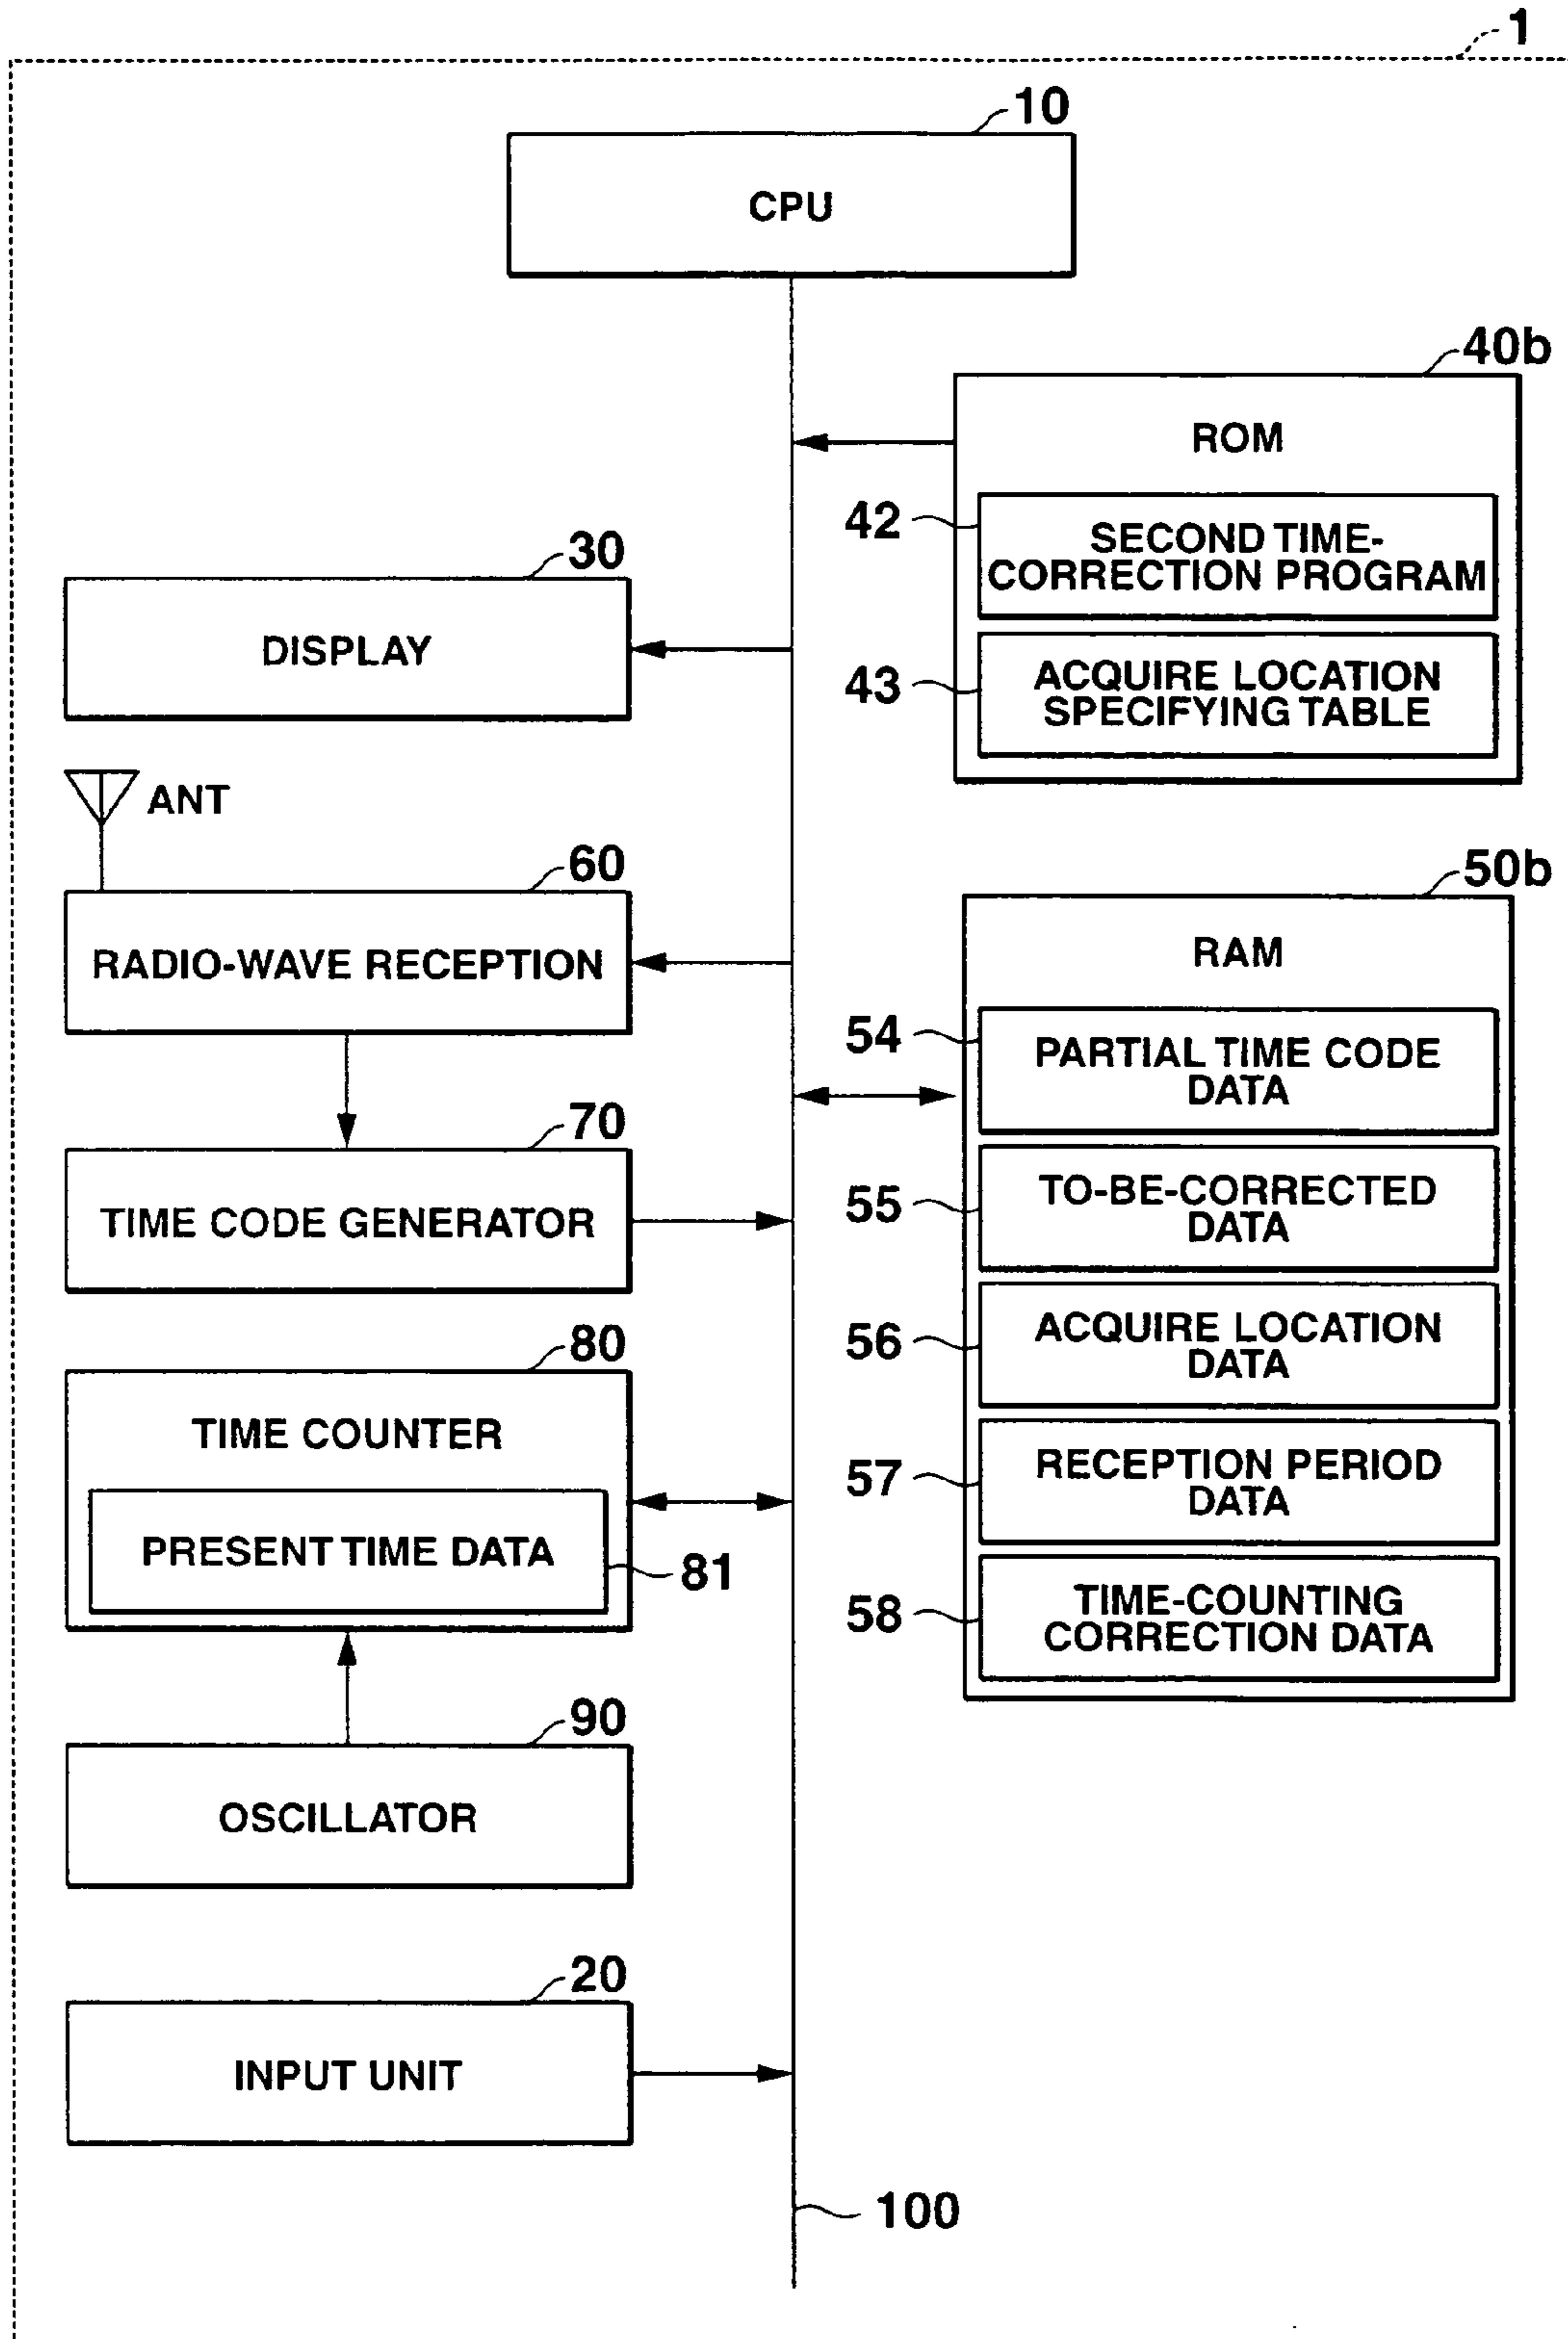 1
10
CPU
40b
ROM
42
SECOND TIME-
CORRECTION PROGRAM
43
ACQUIRE LOCATION
SPECIFYING TABLE
30
DISPLAY
ANT
60
RADIO-WAVE RECEPTION
50b
RAM
54
PARTIAL TIME CODE
DATA
55
TO-BE-CORRECTED
DATA
56
ACQUIRE LOCATION
DATA
57
RECEPTION PERIOD
DATA
58
TIME-COUNTING
CORRECTION DATA
70
TIME CODE GENERATOR
80
TIME COUNTER
PRESENT TIME DATA
81
90
OSCILLATOR
20
INPUT UNIT
100